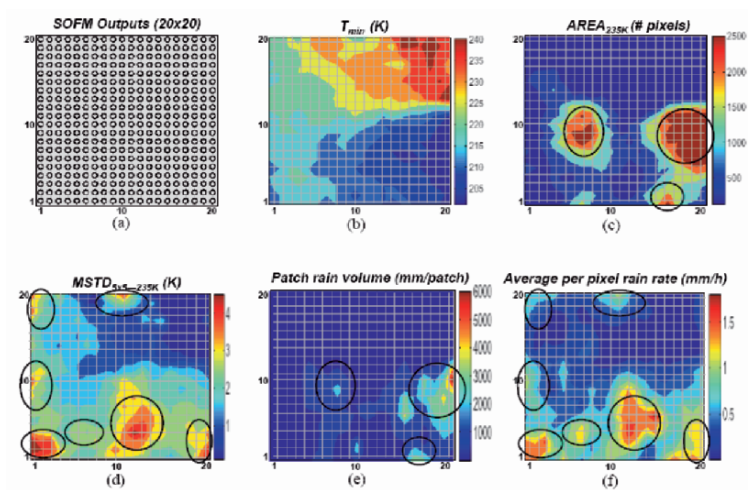 SOFM Outputs (20x20)
20
10
1
1 10 20
(a)
Tmin (K)
20
10
1
1 10 20
240
235
230
225
220
215
210
205
(b)
AREA235K (# pixels)
20
10
1
1 10 20
2500
2000
1500
1000
500
(c)
MSTD5x5—235K (K)
20
10
1
1 10 20
4
3
2
1
(d)
Patch rain volume (mm/patch)
20
10
1
1 10 20
6000
5000
4000
3000
2000
1000
(e)
Average per pixel rain rate (mm/h)
20
10
1
1 10 20
1.5
1
0.5
(f)